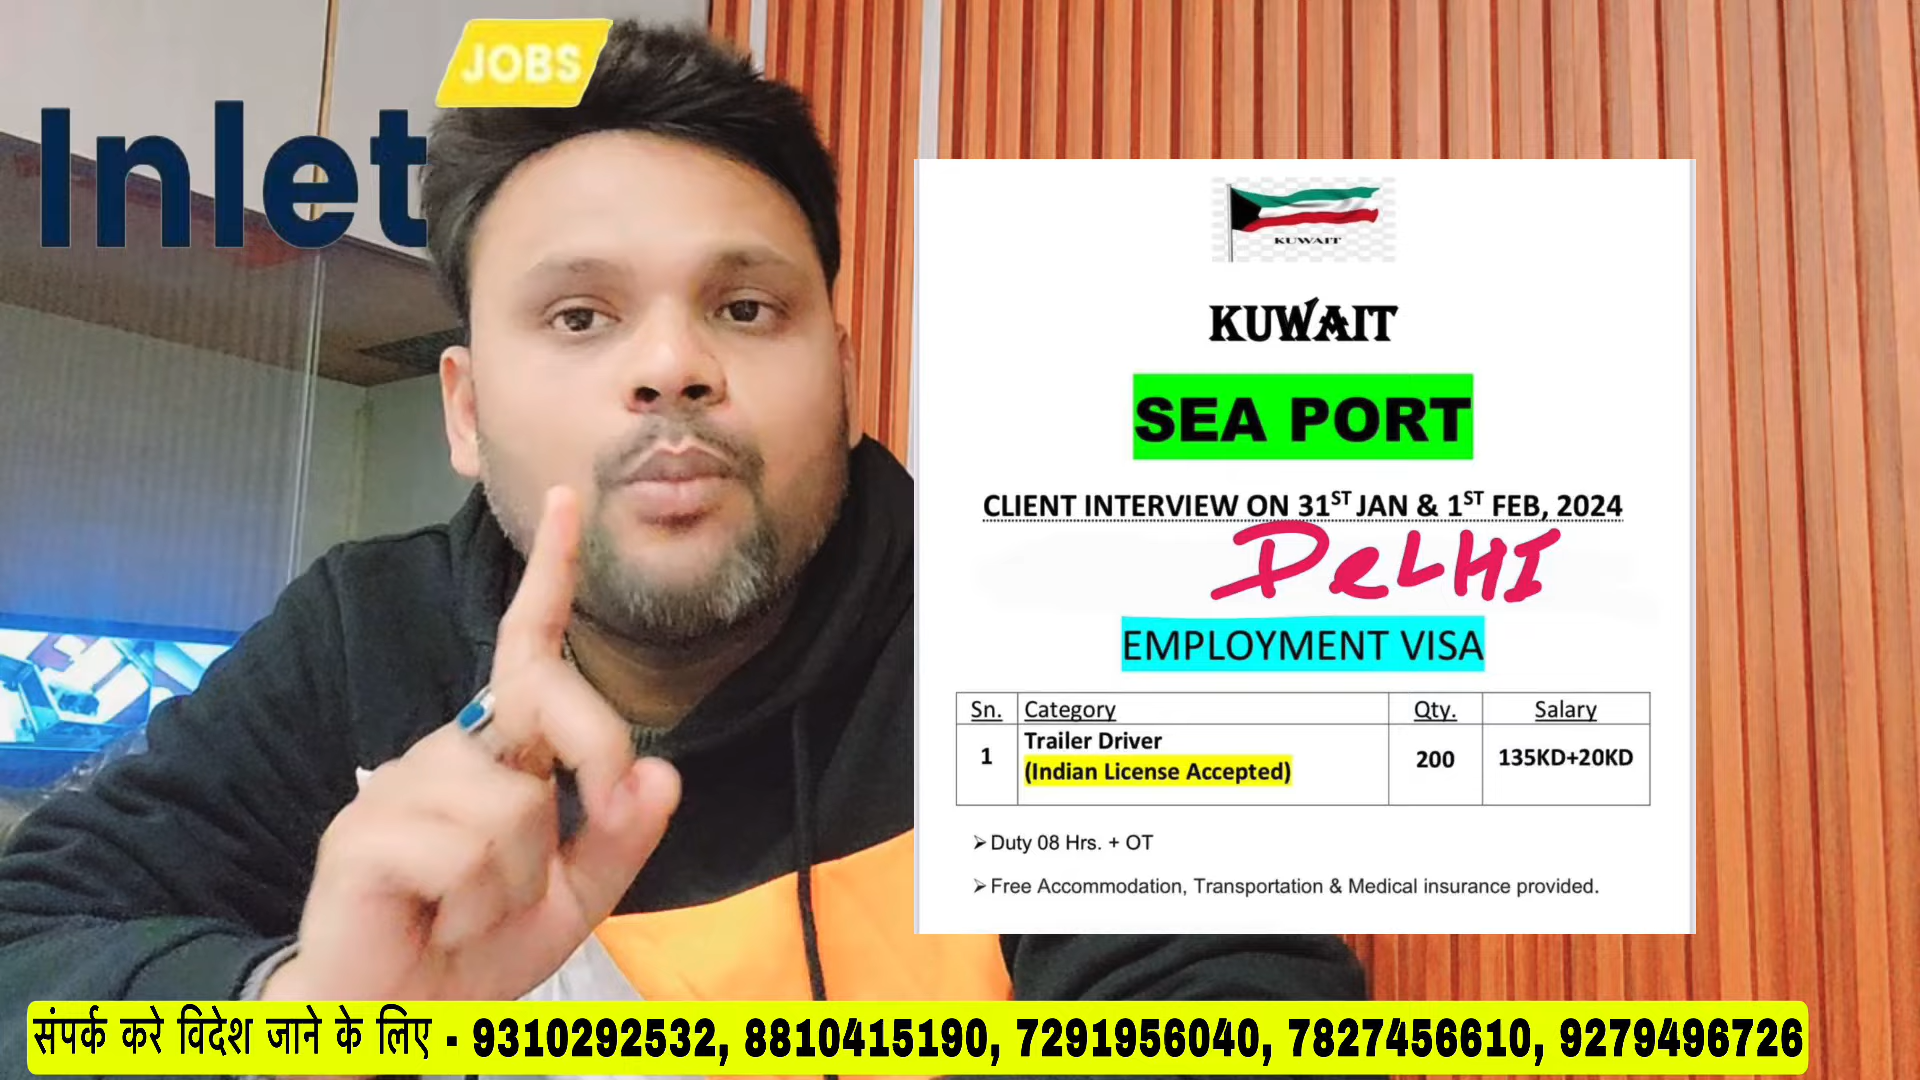 JOBS
Inlet
KUWAIT
KUWAIT
SEA PORT
CLIENT INTERVIEW ON 31ST JAN & 1ST FEB, 2024
DeLHI
EMPLOYMENT VISA
Sn. Category Qty. Salary
1 Trailer Driver (Indian License Accepted) 200 135KD+20KD
➢ Duty 08 Hrs. + OT
➢ Free Accommodation, Transportation & Medical insurance provided.
संपर्क करे विदेश जाने के लिए - 9310292532, 8810415190, 7291956040, 7827456610, 9279496726